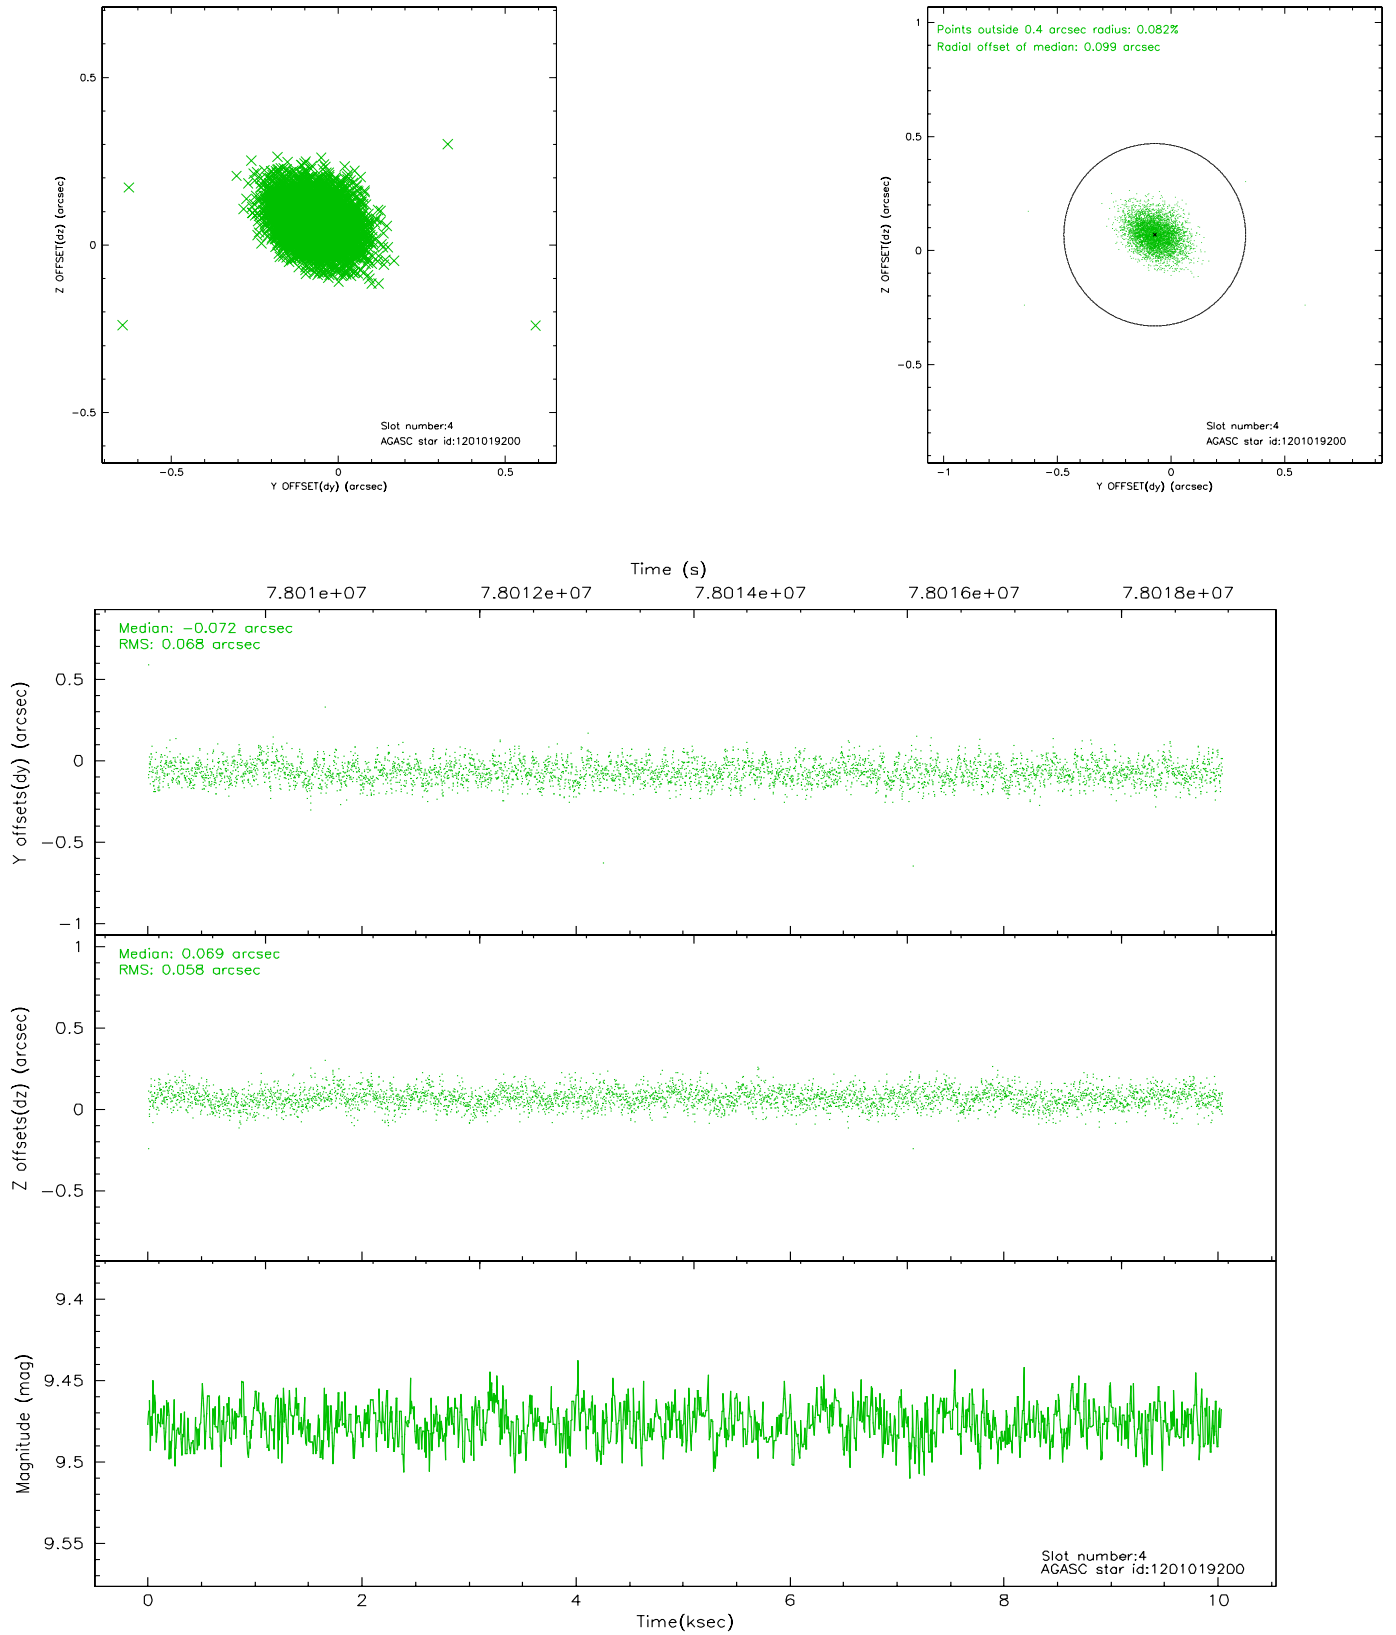 0.5
0
-0.5
Z OFFSET(dz) (arcsec)
Slot number:4
AGASC star id:1201019200
-0.5
0
0.5
Y OFFSET(dy) (arcsec)
Points outside 0.4 arcsec radius: 0.082%
Radial offset of median: 0.099 arcsec
1
0.5
0
-0.5
Z OFFSET(dz) (arcsec)
Slot number:4
AGASC star id:1201019200
-1
-0.5
0
0.5
Y OFFSET(dy) (arcsec)
Time (s)
7.801e+07
7.8012e+07
7.8014e+07
7.8016e+07
7.8018e+07
Median: -0.072 arcsec
RMS: 0.068 arcsec
0.5
0
-0.5
-1
Y offsets(dy) (arcsec)
Median: 0.069 arcsec
RMS: 0.058 arcsec
1
0.5
0
-0.5
Z offsets(dz) (arcsec)
9.4
9.45
9.5
9.55
Magnitude (mag)
Slot number:4
AGASC star id:1201019200
0
2
4
6
8
10
Time(ksec)